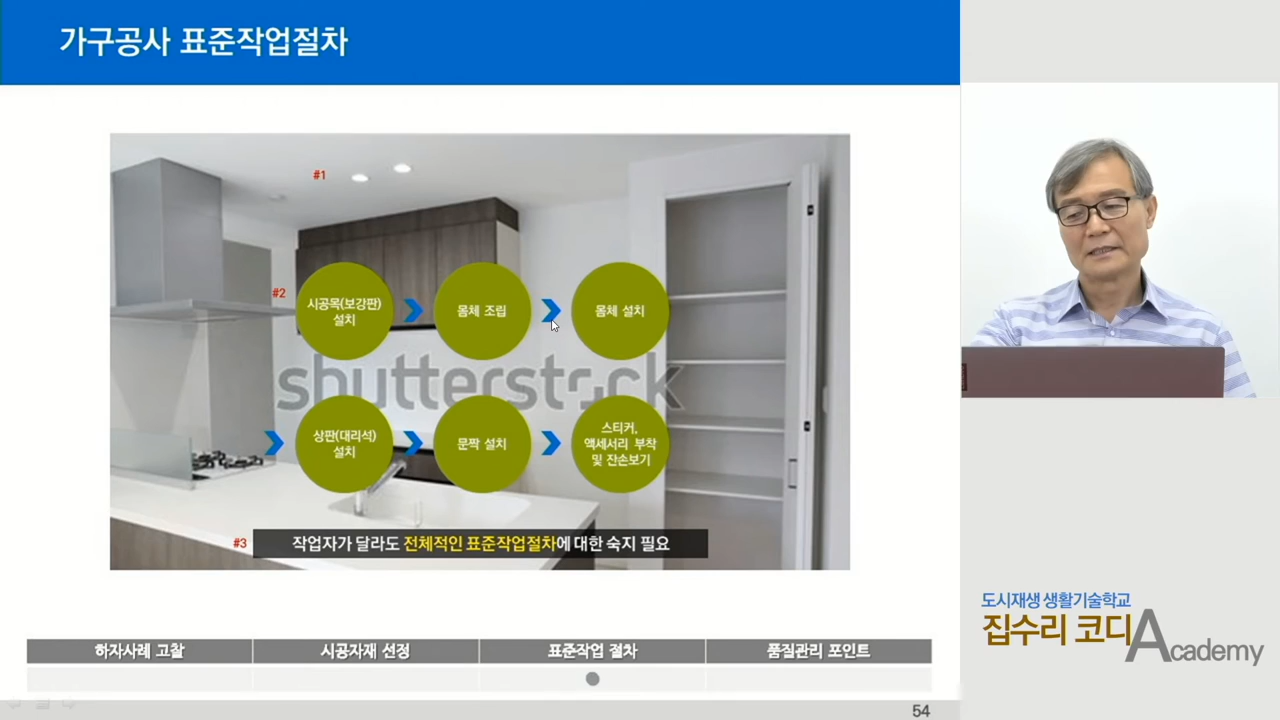 가구공사 표준작업절차
#1
#2
시공목(보강판)
설치
몸체 조립
몸체 설치
shutterstock
상판(대리석)
설치
문짝 설치
스티커,
액세서리 부착
및 잔손보기
#3
작업자가 달라도 전체적인 표준작업절차에 대한 숙지 필요
하자사례 고찰
시공자재 선정
표준작업 절차
품질관리 포인트
54
도시재생 생활기술학교
집수리 코디Academy